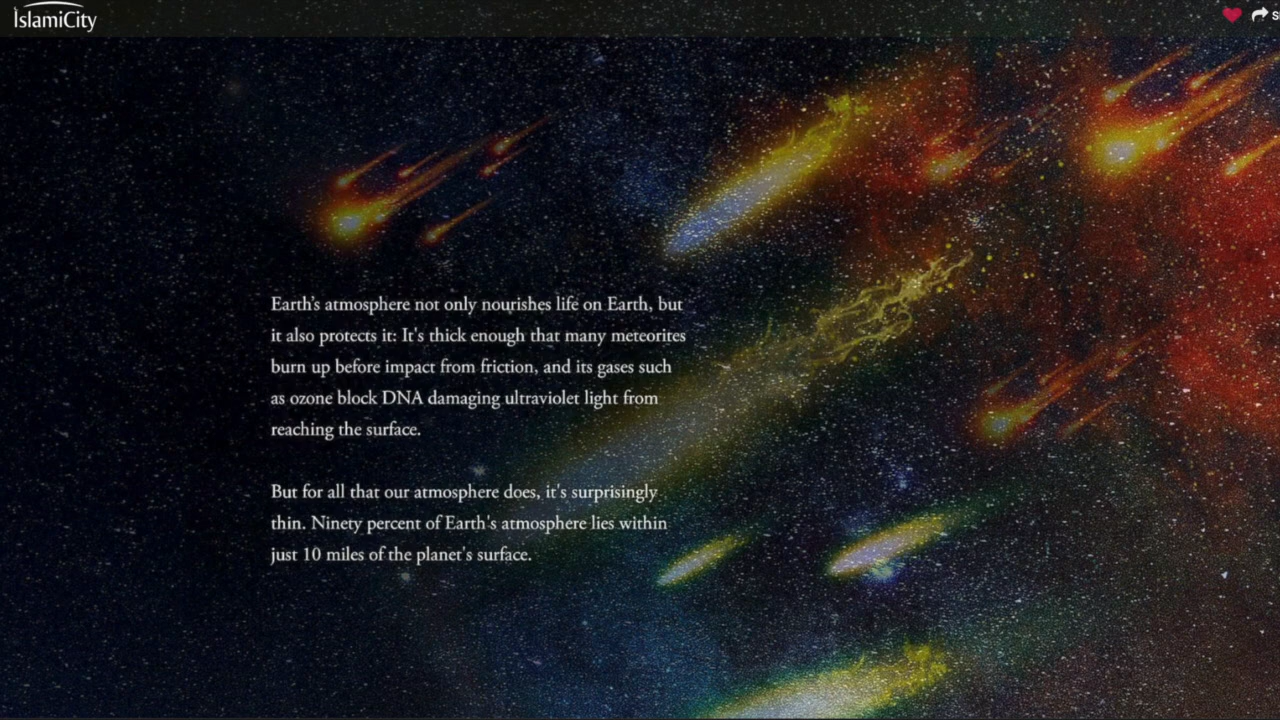 IslamiCity
S
Earth's atmosphere not only nourishes life on Earth, but
it also protects it: It's thick enough that many meteorites
burn up before impact from friction, and its gases such
as ozone block DNA damaging ultraviolet light from
reaching the surface.
But for all that our atmosphere does, it's surprisingly
thin. Ninety percent of Earth's atmosphere lies within
just 10 miles of the planet's surface.